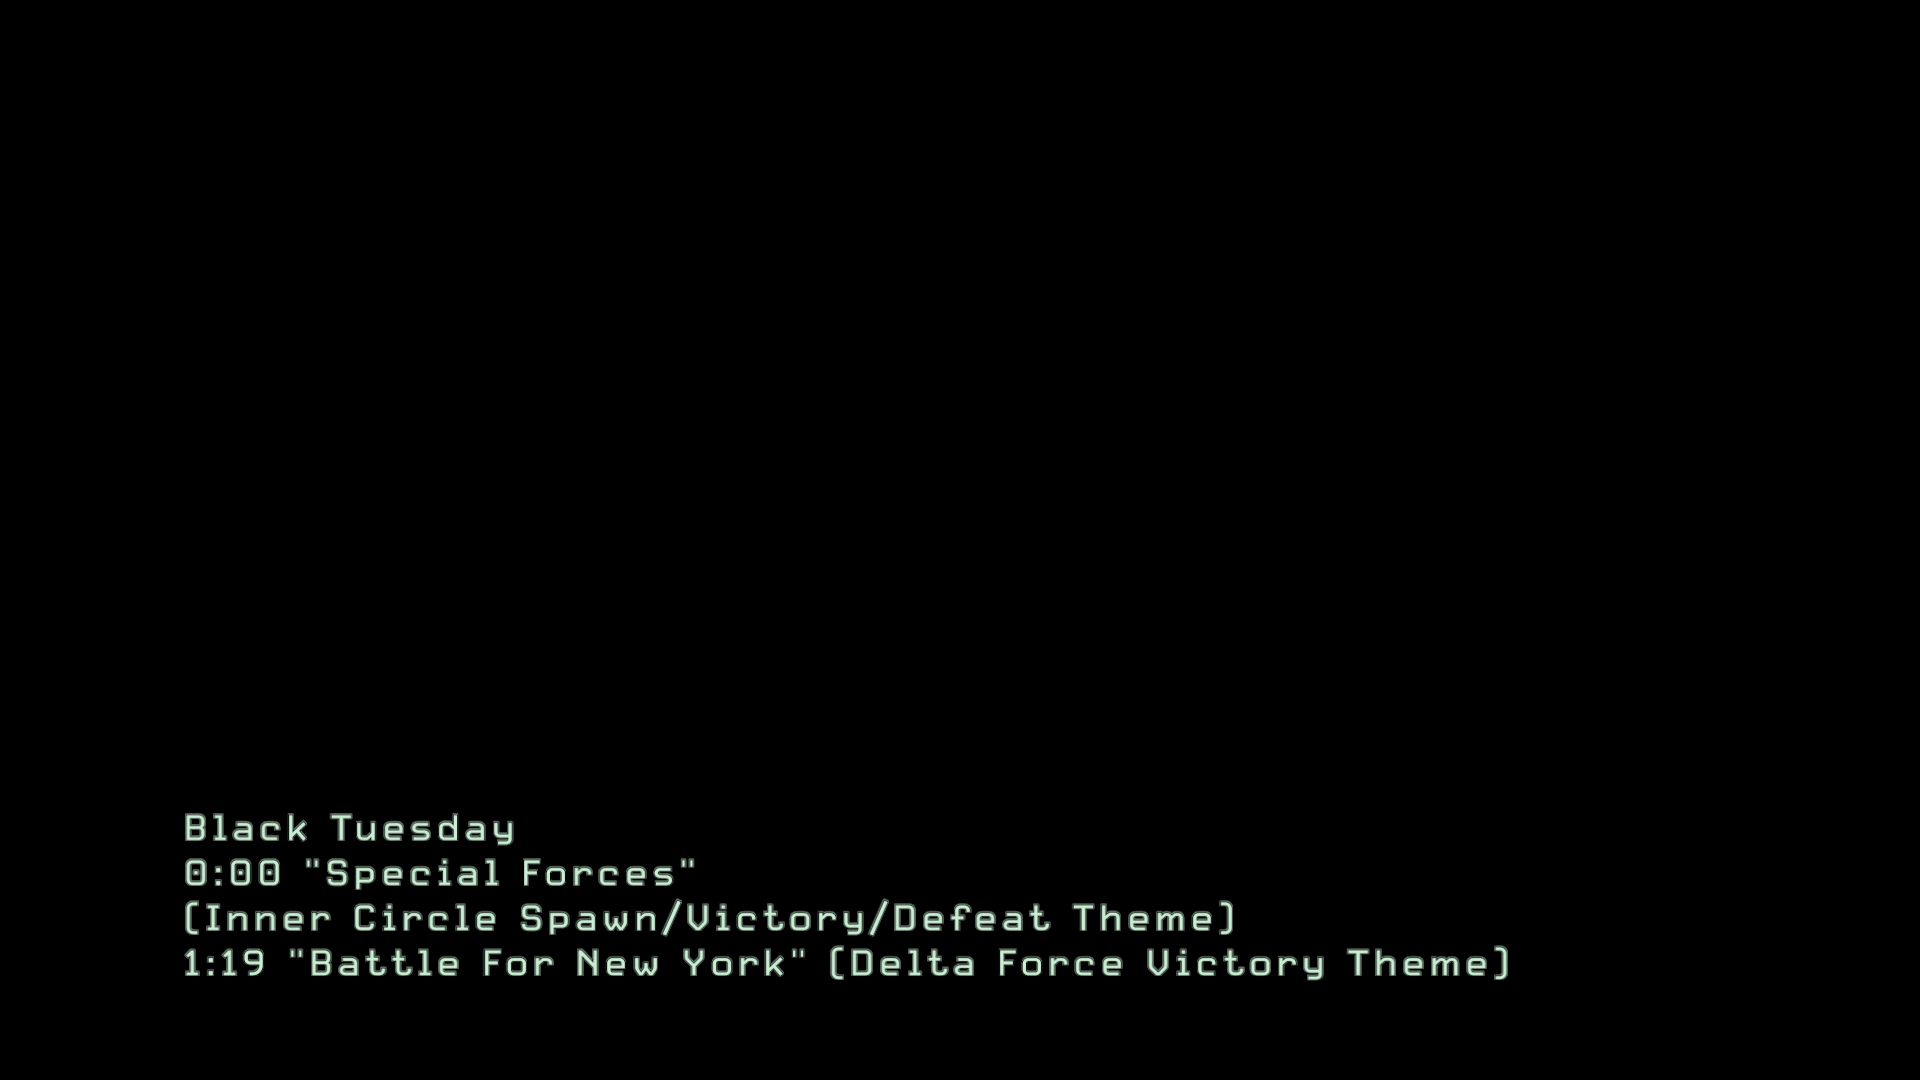 Black Tuesday
0:00 "Special Forces"
(Inner Circle Spawn/Victory/Defeat Theme)
1:19 "Battle For New York" (Delta Force Victory Theme)